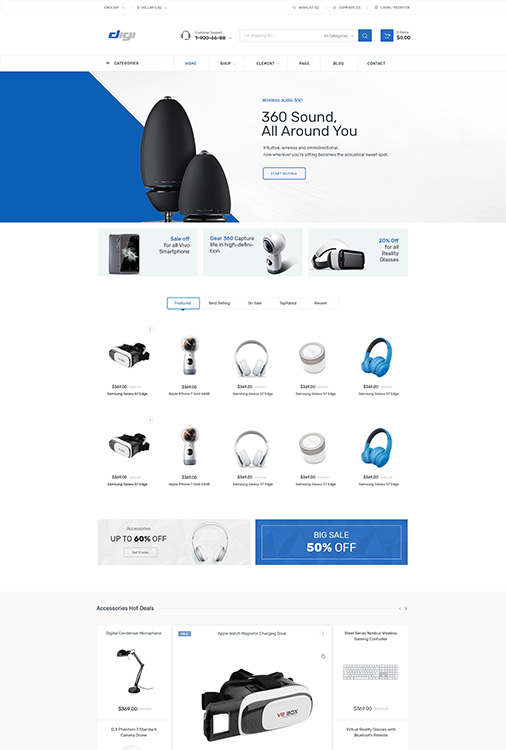 ENGLISH
$ DOLLAR (US)
WISHLIST (0)
COMPARE (0)
LOGIN / REGISTER
digi
Customer Support
1-900-66-88
I'm shopping for...
All Categories
0 items
$0.00
CATEGORIES
HOME
SHOP
ELEMENT
PAGE
BLOG
CONTACT
Wireless audio 360
360 Sound,
All Around You
Intuitive, wireless and omnidirectional,
now wherever you're sitting becomes the acoustical sweet spot.
START BUYING
Sale off
for all Vivo
Smartphone
Gear 360 Capture
life in high-defini-
tion
20% Off
for all
Reality
Glasses
Featured
Best Selling
On Sale
TopRated
Recent
$369.00
Samsung Galaxy S7 Edge
$369.00
Apple iPhone 7 Gold 64GB
$369.00
Samsung Galaxy S7 Edge
$369.00
Samsung Galaxy S7 Edge
$369.00
Samsung Galaxy S7 Edge
$369.00
Samsung Galaxy S7 Edge
$369.00
Apple iPhone 7 Gold 64GB
$369.00
Samsung Galaxy S7 Edge
$369.00
Samsung Galaxy S7 Edge
$369.00
Samsung Galaxy S7 Edge
Accessories
UP TO 60% OFF
Get it now
BIG SALE
50% OFF
Accessories Hot Deals
Digital Condenser Microphone
$369.00
DJI Phantom 3 Standard
Camera Drone
Apple Watch Magnetic Charging Dock
VR BOX
Steel Series Nimbus Wireless
Gaming Controller
$369.00
Virtual Reality Glasses with
Bluetooth Remote